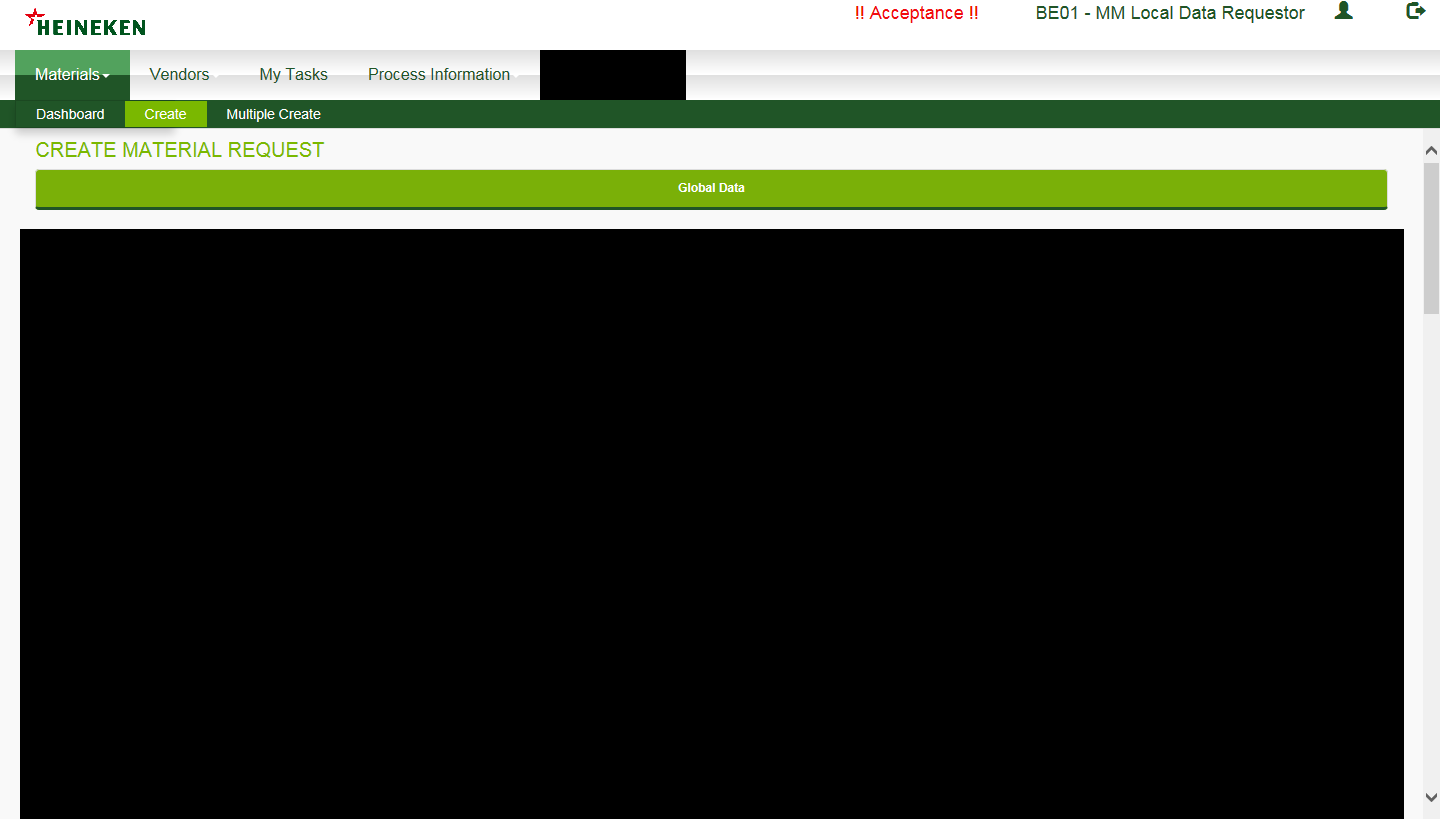 HEINEKEN
!! Acceptance !!
BE01 - MM Local Data Requestor
Materials
Vendors
My Tasks
Process Information
Dashboard
Create
Multiple Create
CREATE MATERIAL REQUEST
Global Data